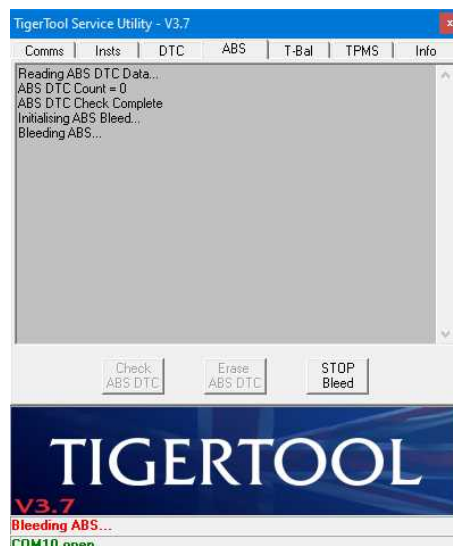 TigerTool Service Utility - V3.7
x
Comms Insts DTC ABS T-Bal TPMS Info
Reading ABS DTC Data...
ABS DTC Count = 0
ABS DTC Check Complete
Initialising ABS Bleed...
Bleeding ABS...
Check ABS DTC
Erase ABS DTC
STOP Bleed
TIGERTOOL
V3.7
Bleeding ABS...
COM10 open